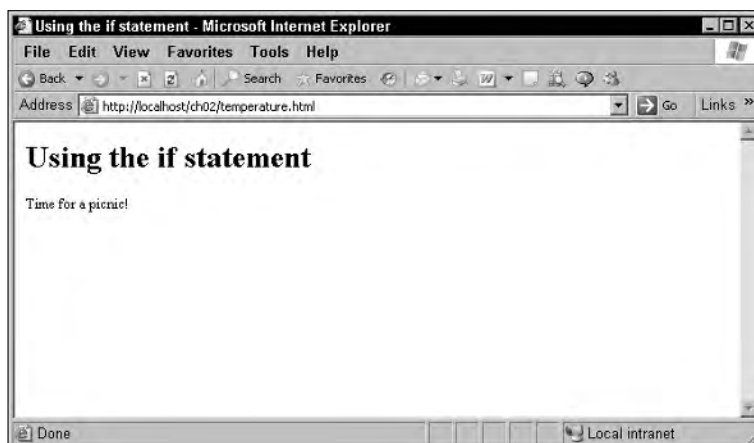 Using the if statement - Microsoft Internet Explorer
File Edit View Favorites Tools Help
Back Search Favorites
Address http://localhost/ch02/temperature.html Go Links »
Using the if statement
Time for a picnic!
Done Local intranet